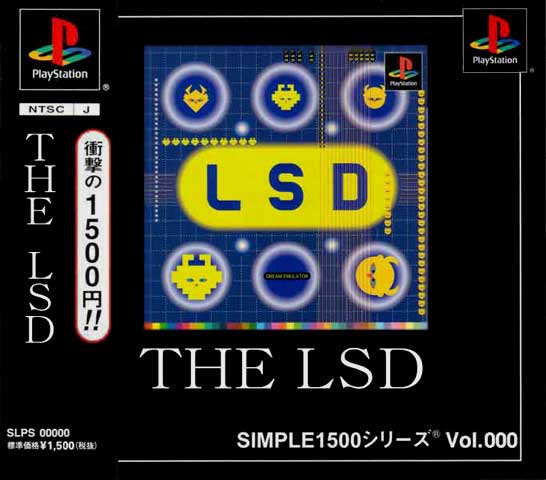 PlayStation
®
NTSC J
THE LSD
衝撃の1500円!!
SLPS 00000
標準価格¥1,500(税抜)
PlayStation
®
LSD
DREAM EMULATOR
THE LSD
SIMPLE1500シリーズ® Vol.000